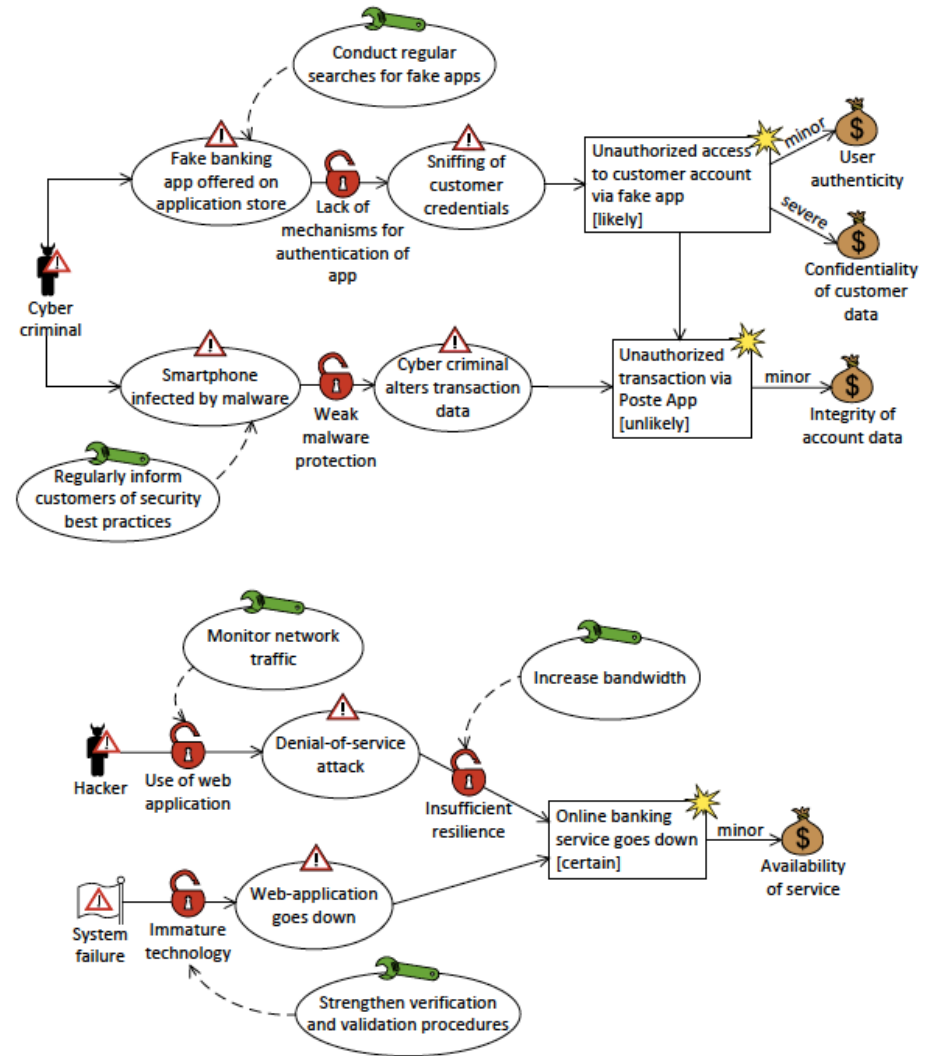 Conduct regular
searches for fake apps
Fake banking
app offered on
application store
Lack of
mechanisms for
authentication of
app
Sniffing of
customer
credentials
Unauthorized access
to customer account
via fake app
[likely]
minor
User
authenticity
severe
Confidentiality
of customer
data
Cyber
criminal
Smartphone
infected by malware
Weak
malware
protection
Cyber criminal
alters transaction
data
Unauthorized
transaction via
Poste App
[unlikely]
minor
Integrity of
account data
Regularly inform
customers of security
best practices
Monitor network
traffic
Increase bandwidth
Hacker
Use of web
application
Denial-of-service
attack
Insufficient
resilience
Online banking
service goes down
[certain]
minor
Availability
of service
System
failure
Immature
technology
Web-application
goes down
Strengthen verification
and validation procedures